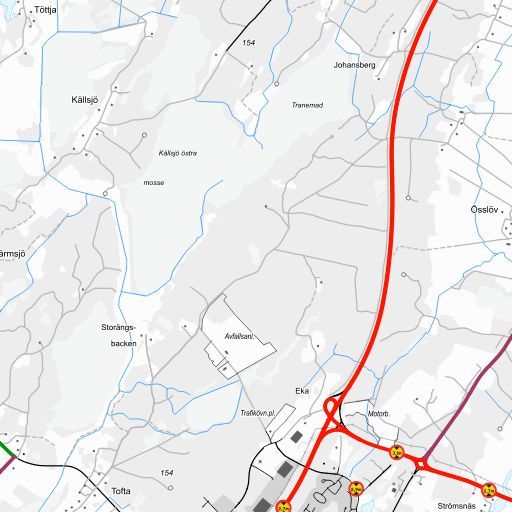 Töttja
154
Johansberg
Källsjö
Tranemad
Källsjö östra
mosse
Osslöv
ärmsjö
Storängs-
backen
Avfallsanl.
Eka
Trafikövn.pl.
Motorb.
154
Tofta
Strömsnäs